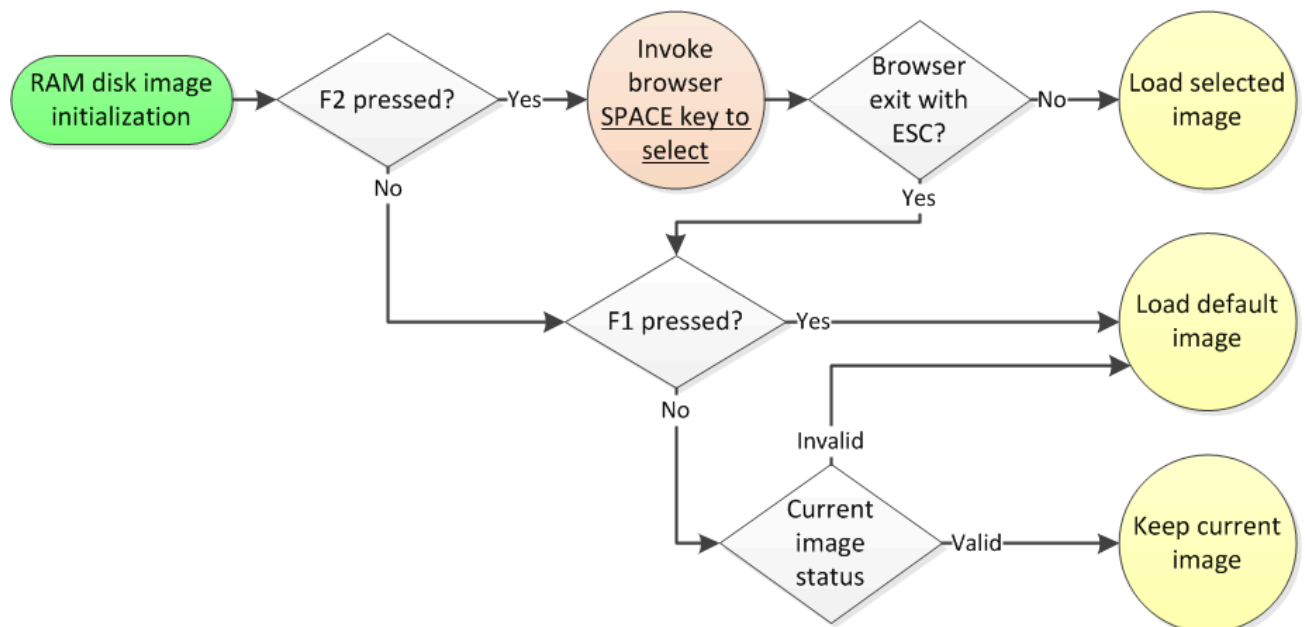 RAM disk image
initialization
F2 pressed?
Yes
Invoke
browser
SPACE key to
select
Browser
exit with
ESC?
No
Load selected
image
No
Yes
F1 pressed?
Yes
Load default
image
No
Invalid
Current
image
status
Valid
Keep current
image